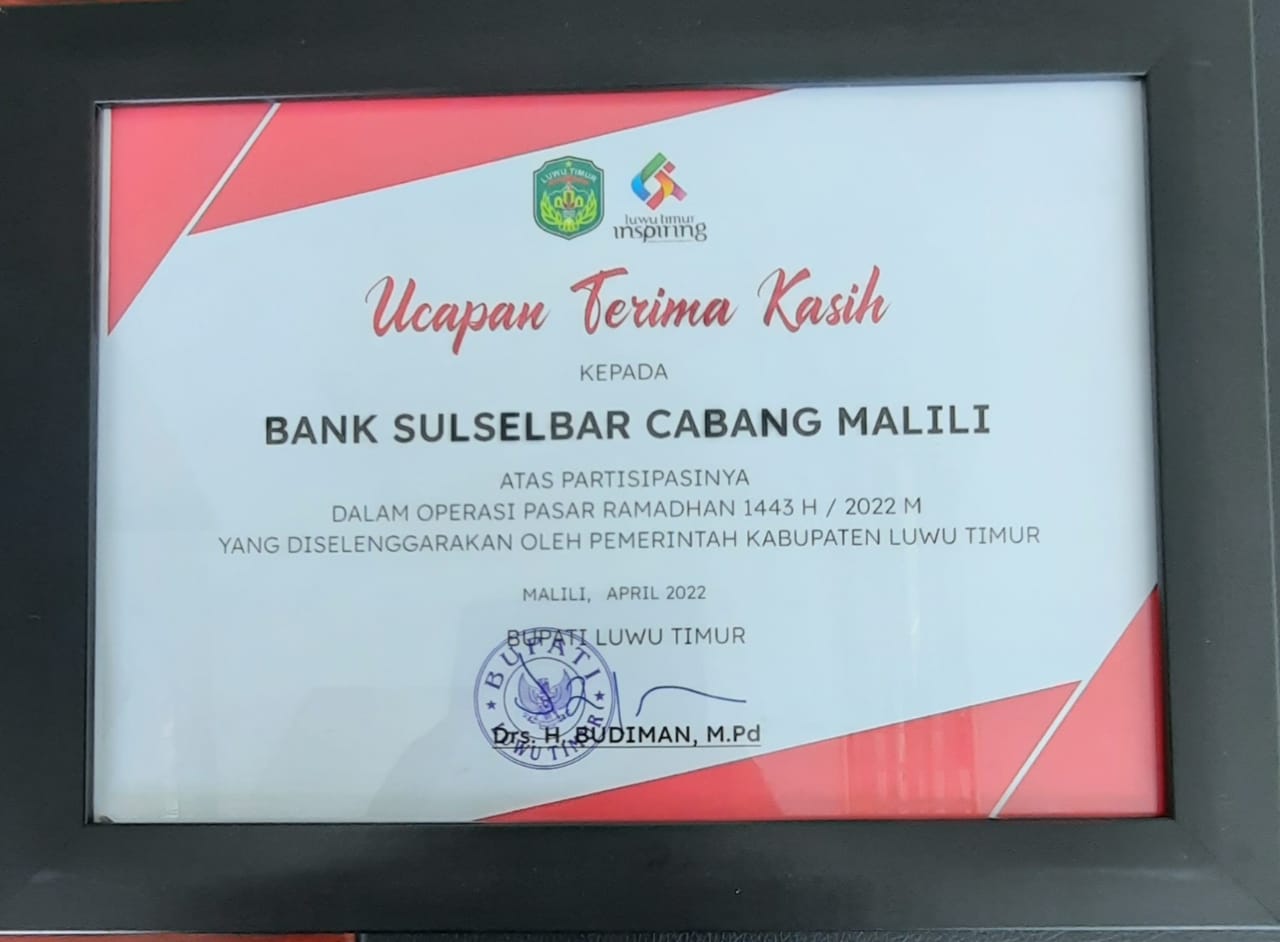 LUWU TIMUR
luwu timur
inspiring
Ucapan Terima Kasih
KEPADA
BANK SULSELBAR CABANG MALILI
ATAS PARTISIPASINYA
DALAM OPERASI PASAR RAMADHAN 1443 H / 2022 M
YANG DISELENGGARAKAN OLEH PEMERINTAH KABUPATEN LUWU TIMUR
MALILI, APRIL 2022
BUPATI LUWU TIMUR
BUPATI
LUWU TIMUR
Drs. H. BUDIMAN, M.Pd